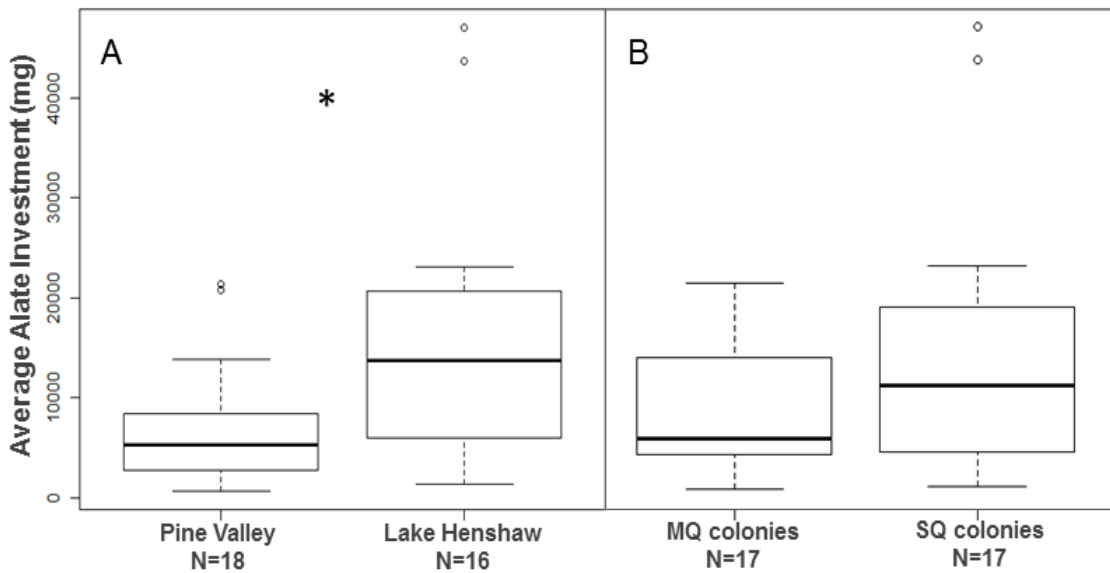 Average Alate Investment (mg)
40000
30000
20000
10000
0
A
*
B
Pine Valley
N=18
Lake Henshaw
N=16
MQ colonies
N=17
SQ colonies
N=17